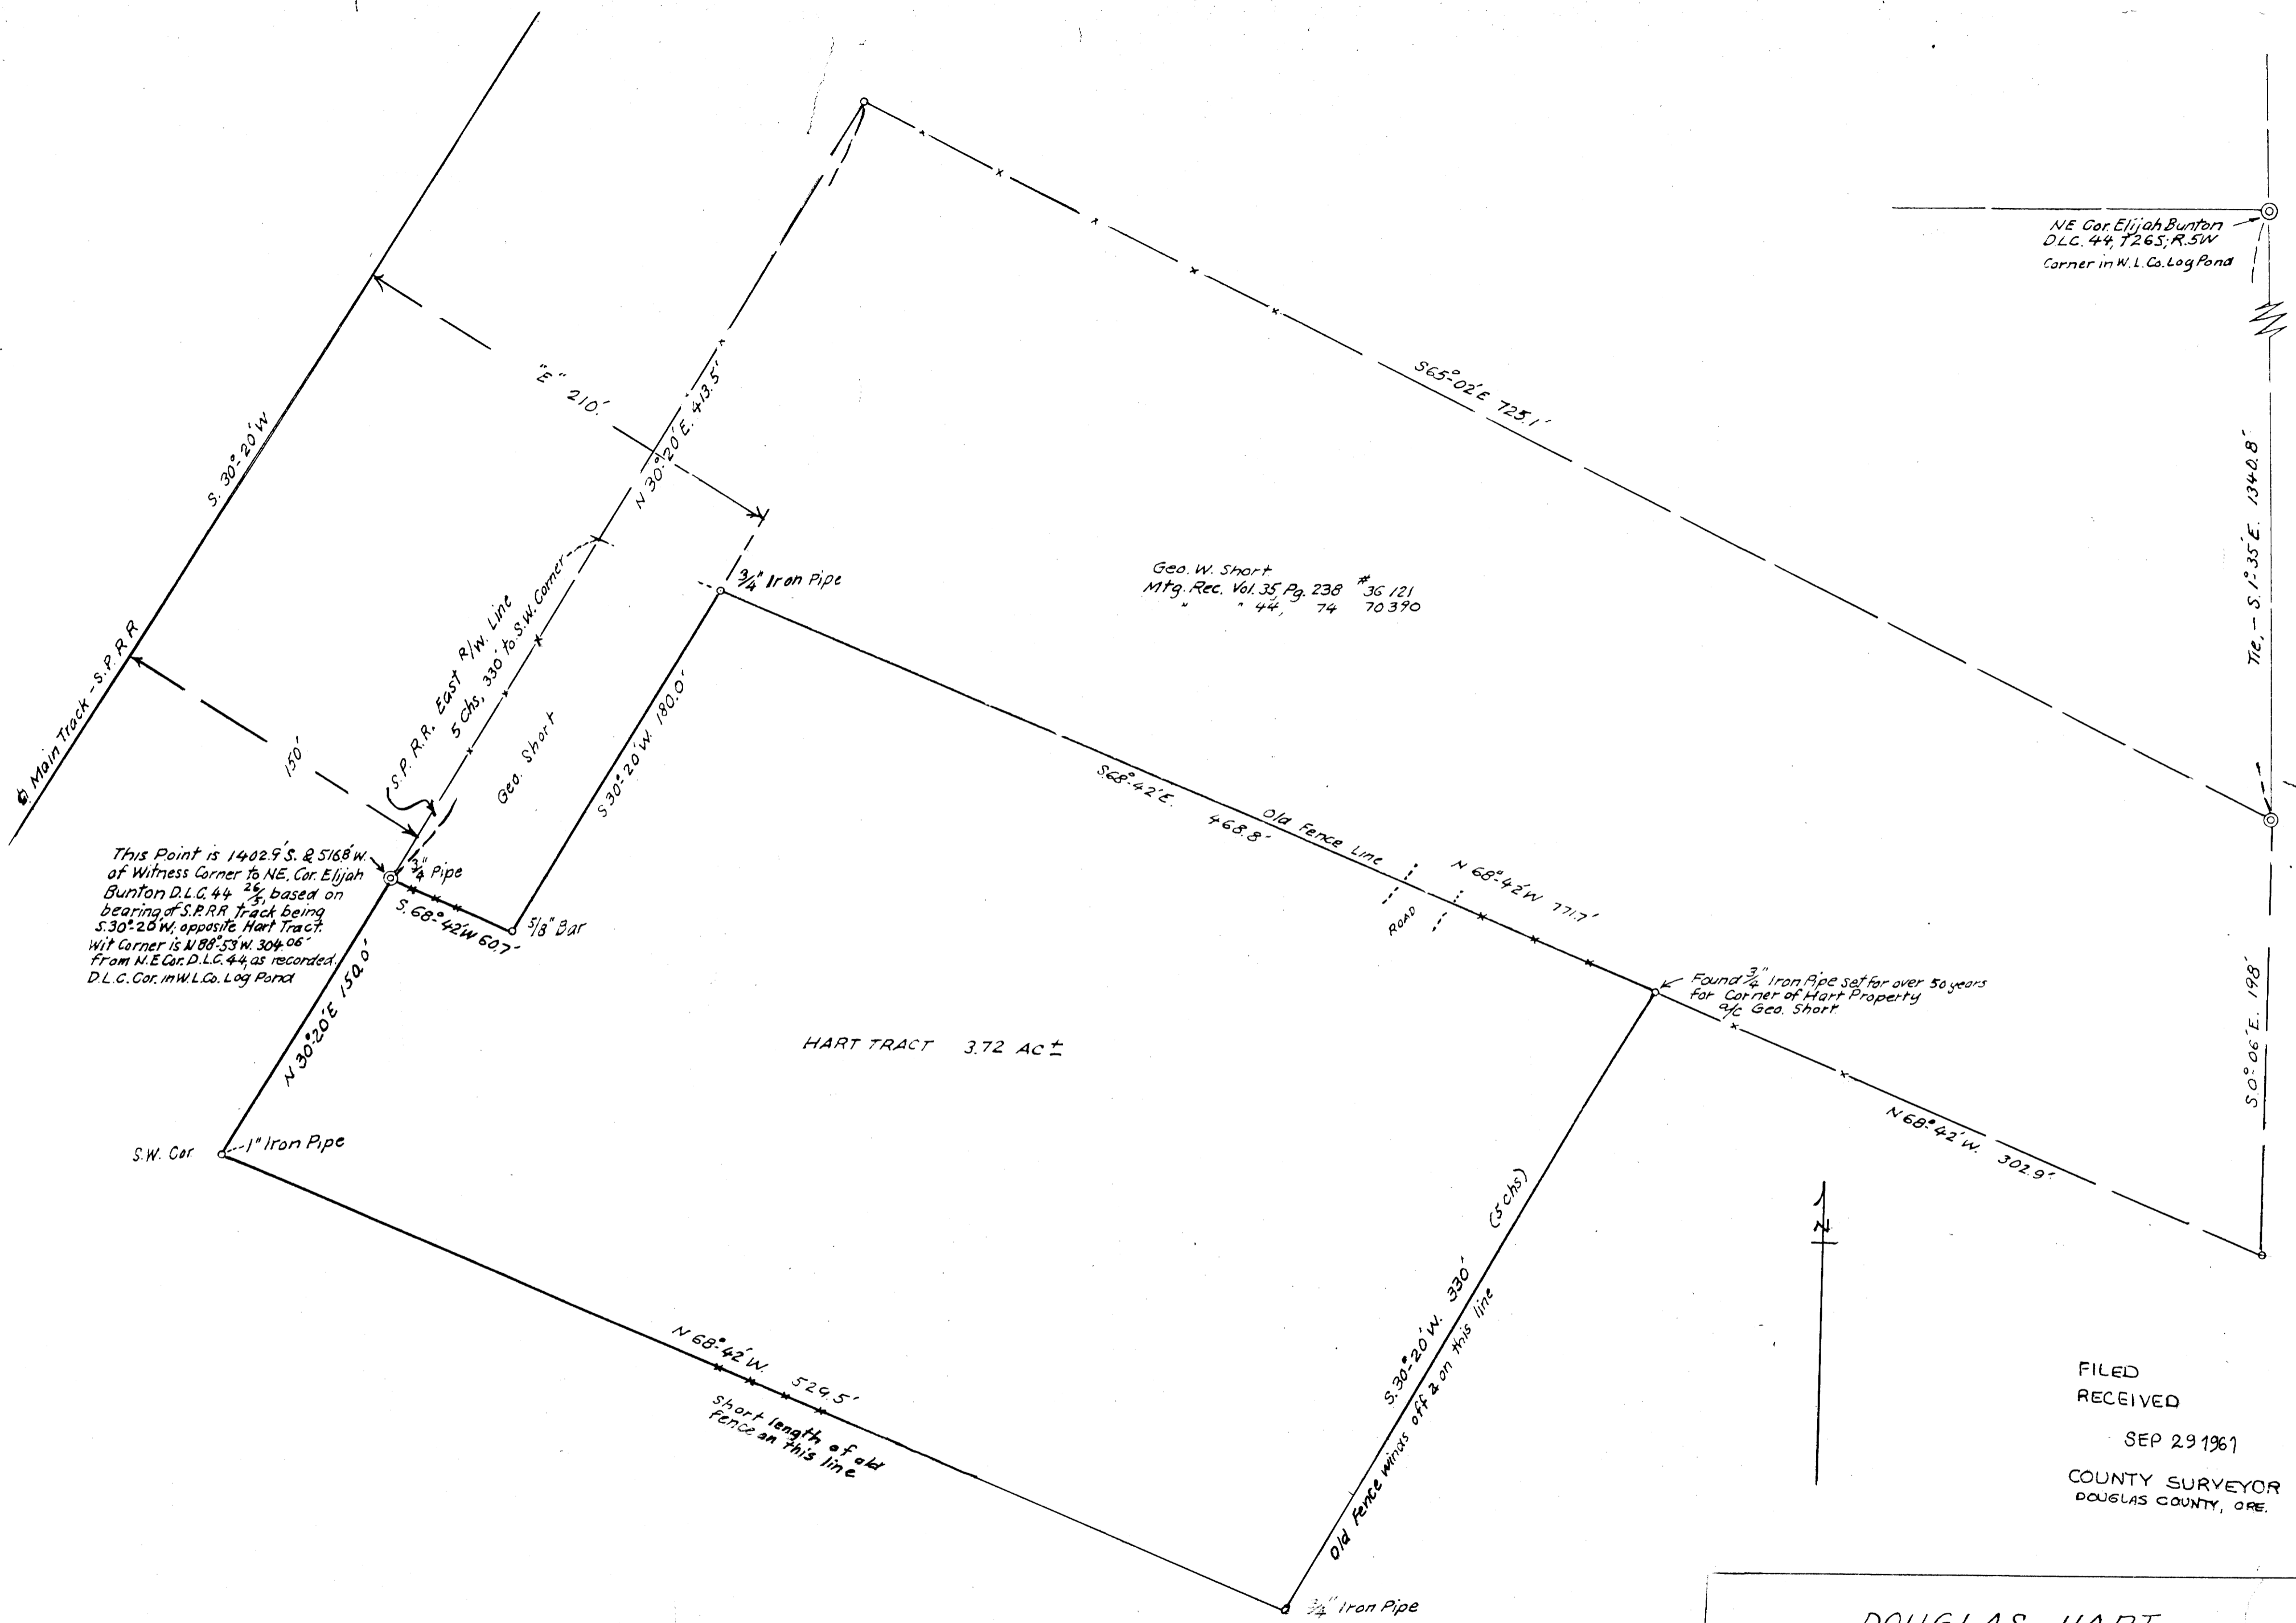 NE Cor. Elijah Bunton
D.L.C. 44, T26S; R.5W
Corner in W.L.Co. Log Pond
S65°-02'E 725.1'
"E" 210.'
S. 30°-20'W
N 30°-20'E. 413.5'
Tie, - S.1°-35'E. 1340.8'
3/4" Iron Pipe
Geo. W. Short
Mtg. Rec. Vol. 35, Pg. 238 #36121
" " 44, 74 70390
S.P. R.R. East R/W. Line
5 Chs, 330' to S.W. Corner
Main Track - S.P.R R
150'
Geo. Short
S 30°-20'W. 180.0'
S68°-42'E. 468.8'
Old Fence Line
ROAD
N 68°-42'W 771.7'
This Point is 1402.9'S. & 516.8'W.
of Witness Corner to NE. Cor. Elijah
Bunton D.L.C. 44 26/5, based on
bearing of S.P.RR Track being
S.30°-20'W, opposite Hart Tract.
Wit Corner is N 88°-53'W. 304.06'
from N.E Cor. D.L.C. 44, as recorded.
D.L.C. Cor. in W.L.Co. Log Pond
3/4" Pipe
S. 68°-42'W 60.7'
5/8" Bar
Found 3/4" Iron Pipe set for over 50 years
for Corner of Hart Property
a/c Geo. Short
N 30°-20'E 150.0'
HART TRACT 3.72 AC ±
S.0°-06'E. 198'
S.W. Cor.
1" Iron Pipe
N 68°-42'W. 302.9'
(5 Chs)
S.30°-20'W. 330'
Old Fence winds off & on this line
N 68°-42'W. 529.5'
Short length of old
fence on this line
N
FILED
RECEIVED
SEP 29 1961
COUNTY SURVEYOR
DOUGLAS COUNTY, ORE.
3/4" Iron Pipe
DOUGLAS HART